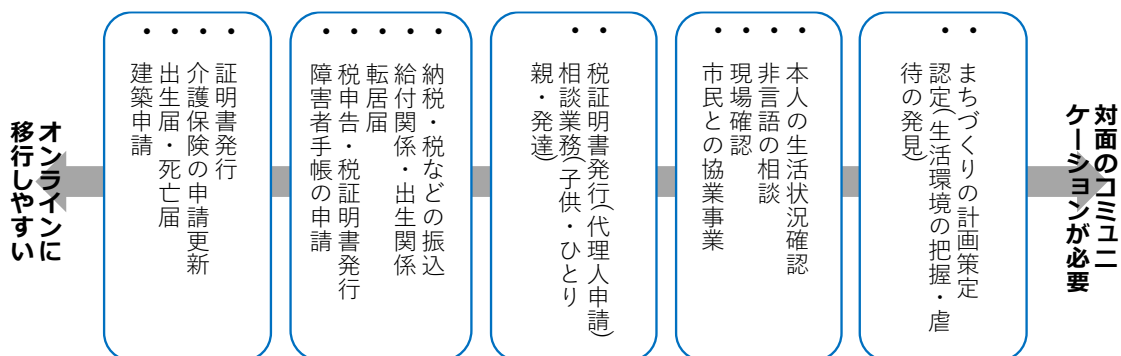 対面のコミュニ
ケーションが必要
• まちづくりの計画策定
• 認定(生活環境の把握・虐
待の発見)
• 本人の生活状況確認
• 非言語の相談
• 現場確認
• 市民との協業事業
• 税証明書発行(代理人申請)
• 相談業務(子供・ひとり
親・発達)
• 納税・税などの振込
• 給付関係・出生関係
• 転居届
• 税申告・税証明書発行
• 障害者手帳の申請
• 証明書発行
• 介護保険の申請更新
• 出生届・死亡届
• 建築申請
オンラインに
移行しやすい